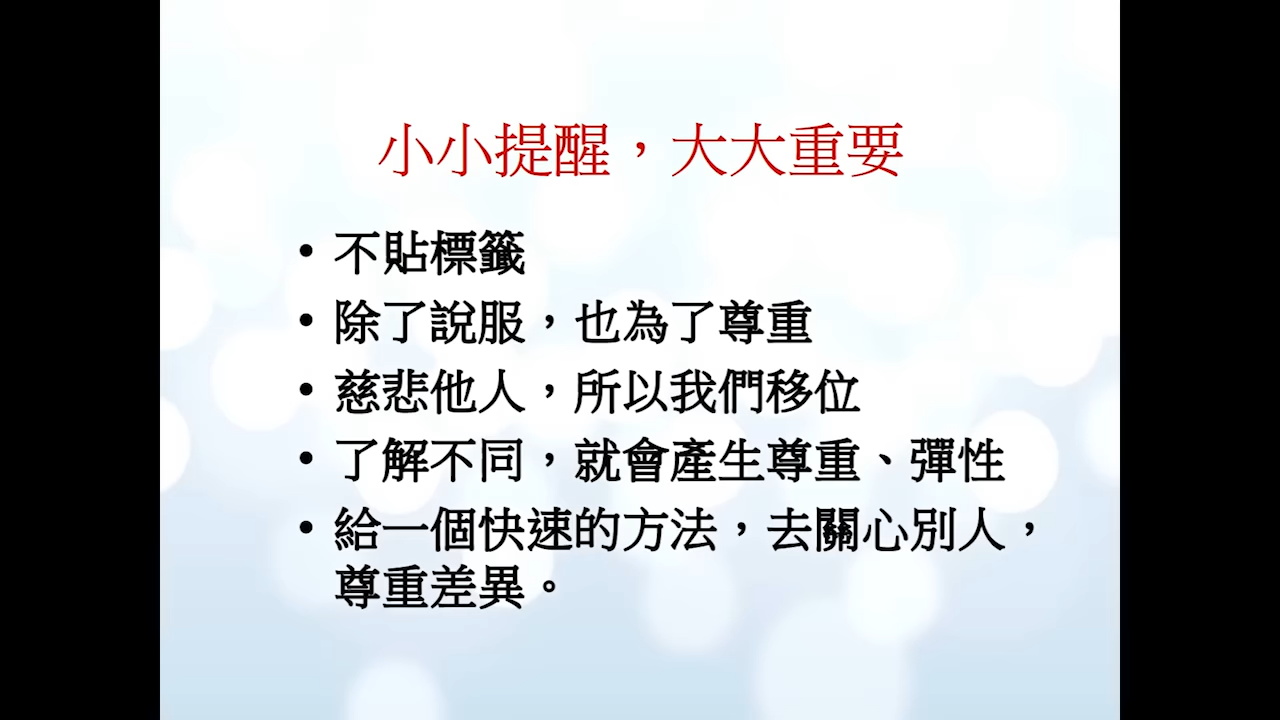 小小提醒，大大重要
• 不貼標籤
• 除了說服，也為了尊重
• 慈悲他人，所以我們移位
• 了解不同，就會產生尊重、彈性
• 給一個快速的方法，去關心別人，
尊重差異。